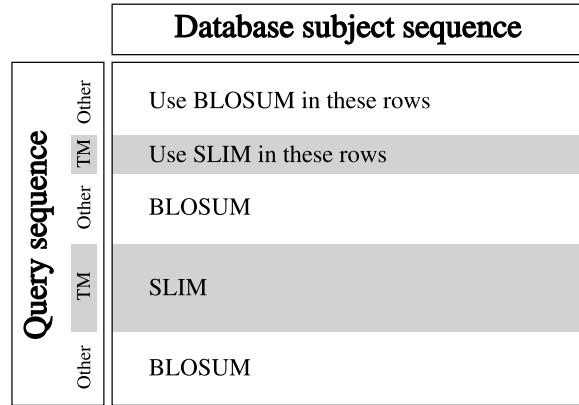 Database subject sequence
Query sequence
Other
Use BLOSUM in these rows
TM
Use SLIM in these rows
Other
BLOSUM
TM
SLIM
Other
BLOSUM